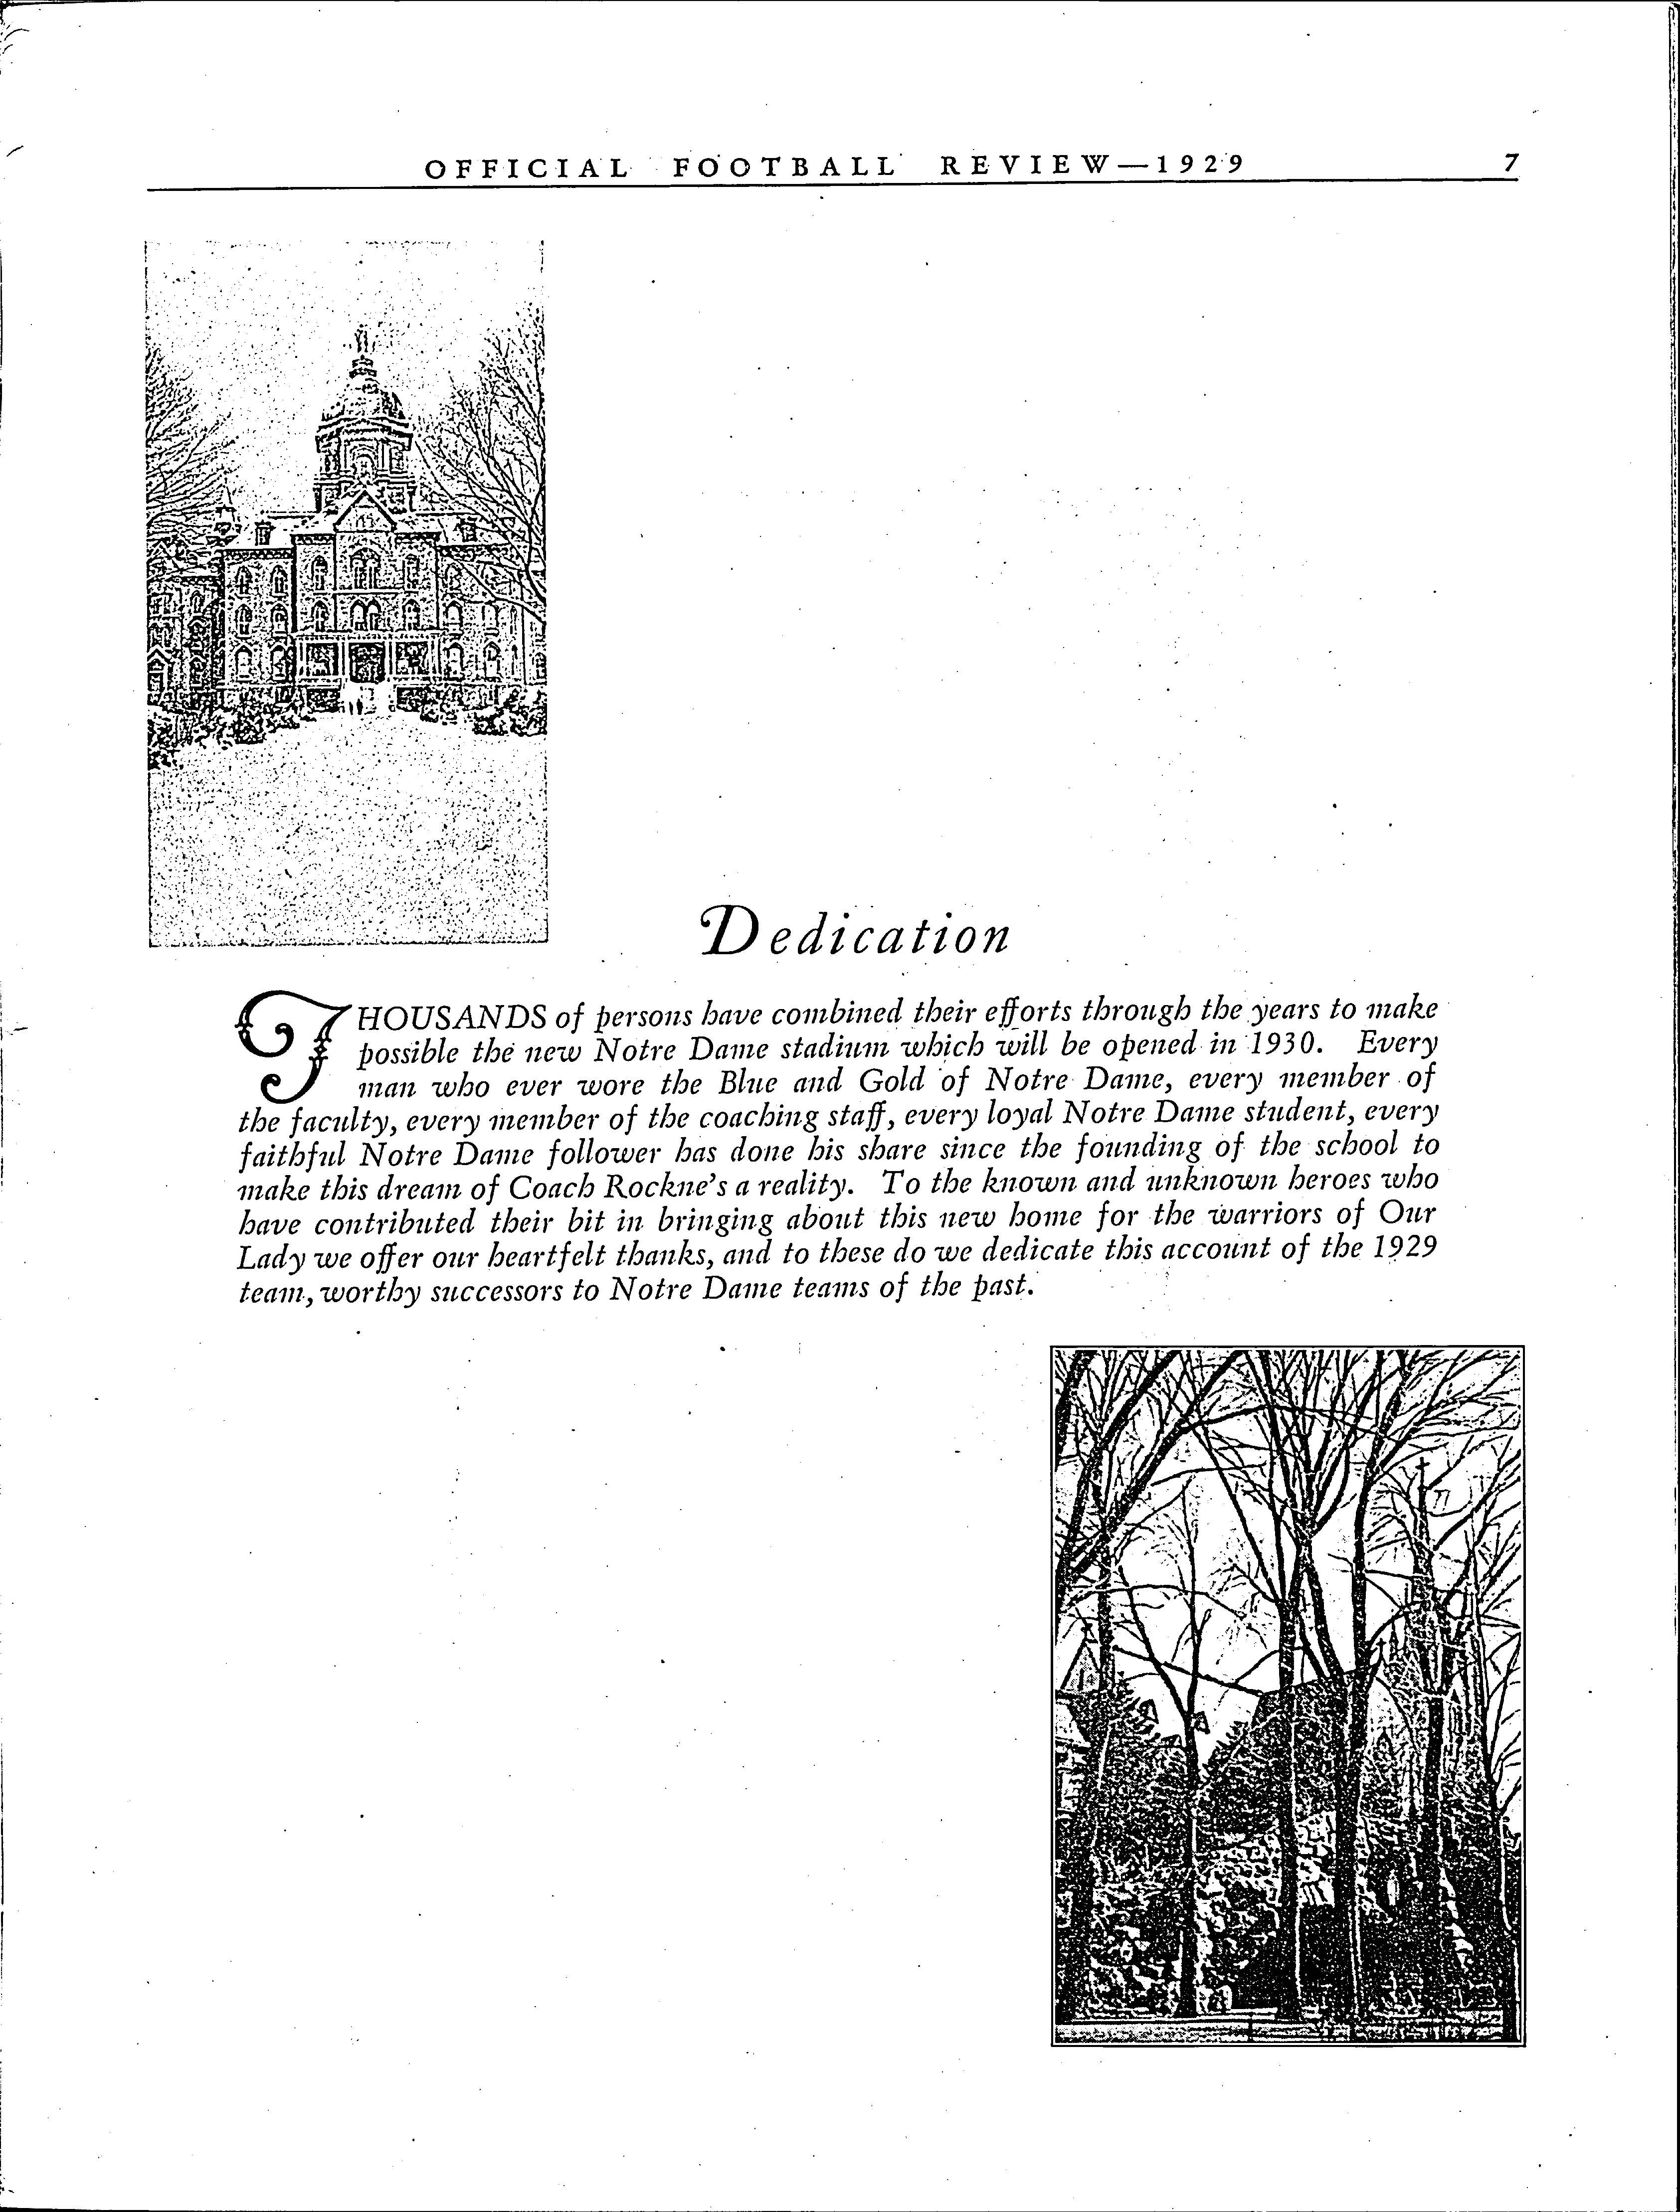 OFFICIAL FOOTBALL REVIEW—1929 7
Dedication
THOUSANDS of persons have combined their efforts through the years to make
possible the new Notre Dame stadium which will be opened in 1930. Every
man who ever wore the Blue and Gold of Notre Dame, every member of
the faculty, every member of the coaching staff, every loyal Notre Dame student, every
faithful Notre Dame follower has done his share since the founding of the school to
make this dream of Coach Rockne's a reality. To the known and unknown heroes who
have contributed their bit in bringing about this new home for the warriors of Our
Lady we offer our heartfelt thanks, and to these do we dedicate this account of the 1929
team, worthy successors to Notre Dame teams of the past.